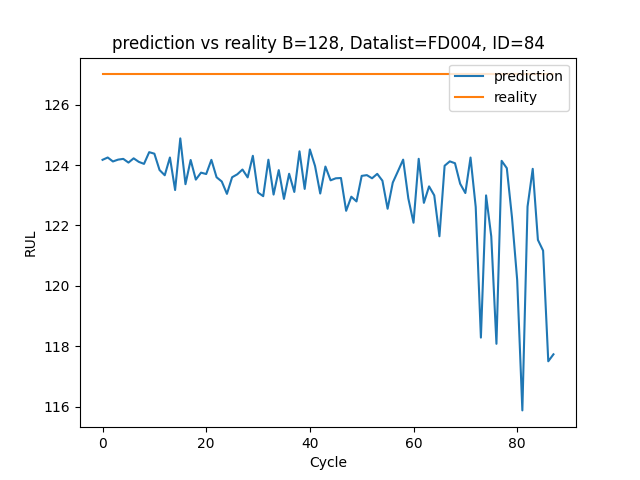 prediction vs reality B=128, Datalist=FD004, ID=84
prediction
reality
126
124
122
120
118
116
RUL
0 20 40 60 80
Cycle